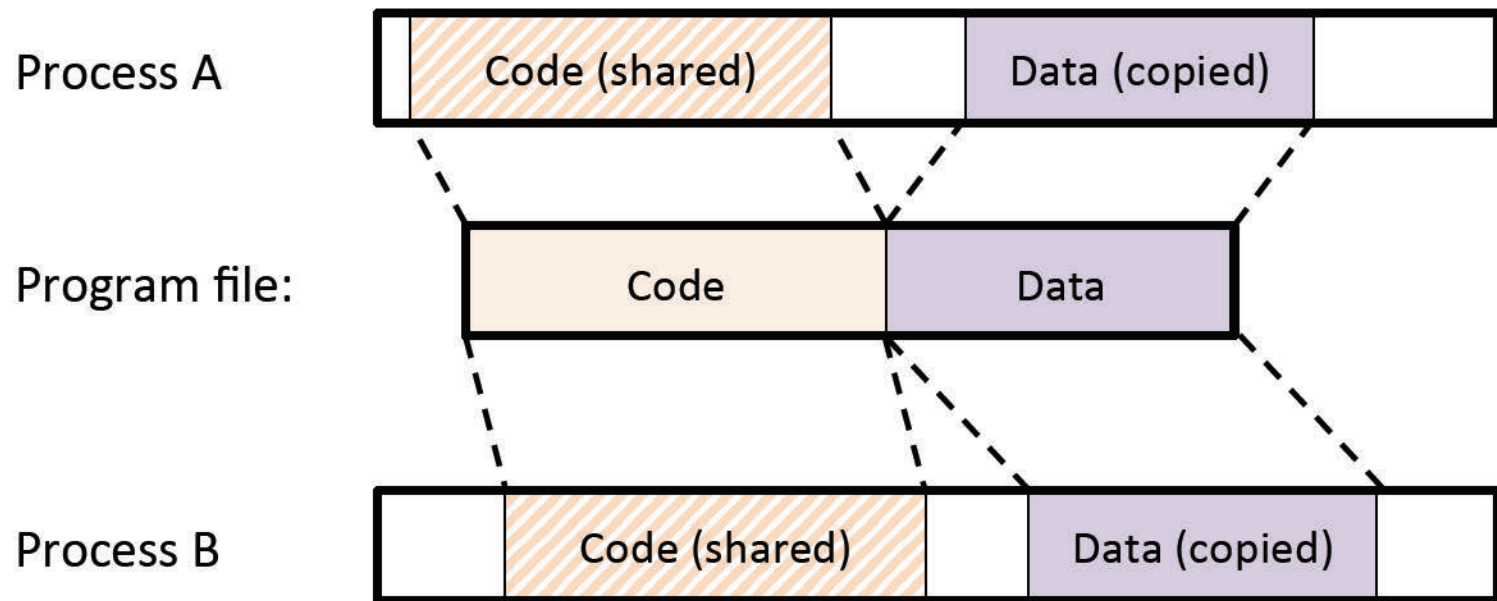 Process A
Code (shared)
Data (copied)
Program file:
Code
Data
Process B
Code (shared)
Data (copied)